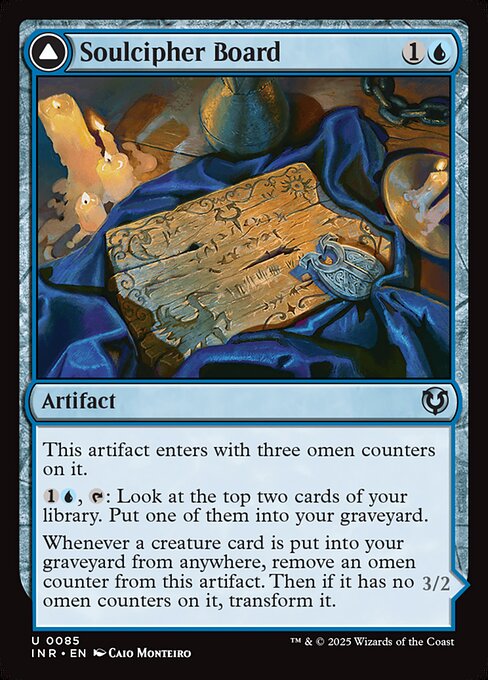 Soulcipher Board 1
Artifact
This artifact enters with three omen counters
on it.
1, : Look at the top two cards of your
library. Put one of them into your graveyard.
Whenever a creature card is put into your
graveyard from anywhere, remove an omen
counter from this artifact. Then if it has no
omen counters on it, transform it.
3/2
U 0085
INR • EN Caio Monteiro
™ & © 2025 Wizards of the Coast